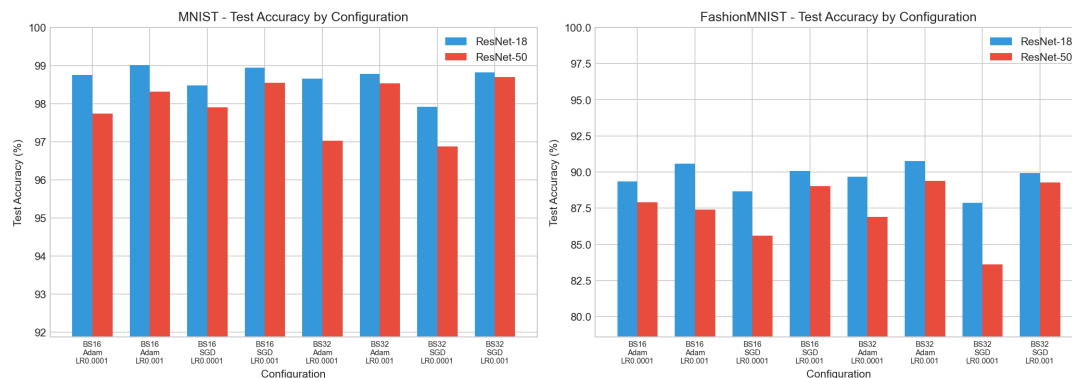 MNIST - Test Accuracy by Configuration
100
99
98
97
96
95
94
93
92
Test Accuracy (%)
ResNet-18
ResNet-50
BS16
Adam
LR0.0001
BS16
Adam
LR0.001
BS16
SGD
LR0.0001
BS16
SGD
LR0.001
BS32
Adam
LR0.0001
BS32
Adam
LR0.001
BS32
SGD
LR0.0001
BS32
SGD
LR0.001
Configuration
FashionMNIST - Test Accuracy by Configuration
100.0
97.5
95.0
92.5
90.0
87.5
85.0
82.5
80.0
Test Accuracy (%)
ResNet-18
ResNet-50
BS16
Adam
LR0.0001
BS16
Adam
LR0.001
BS16
SGD
LR0.0001
BS16
SGD
LR0.001
BS32
Adam
LR0.0001
BS32
Adam
LR0.001
BS32
SGD
LR0.0001
BS32
SGD
LR0.001
Configuration